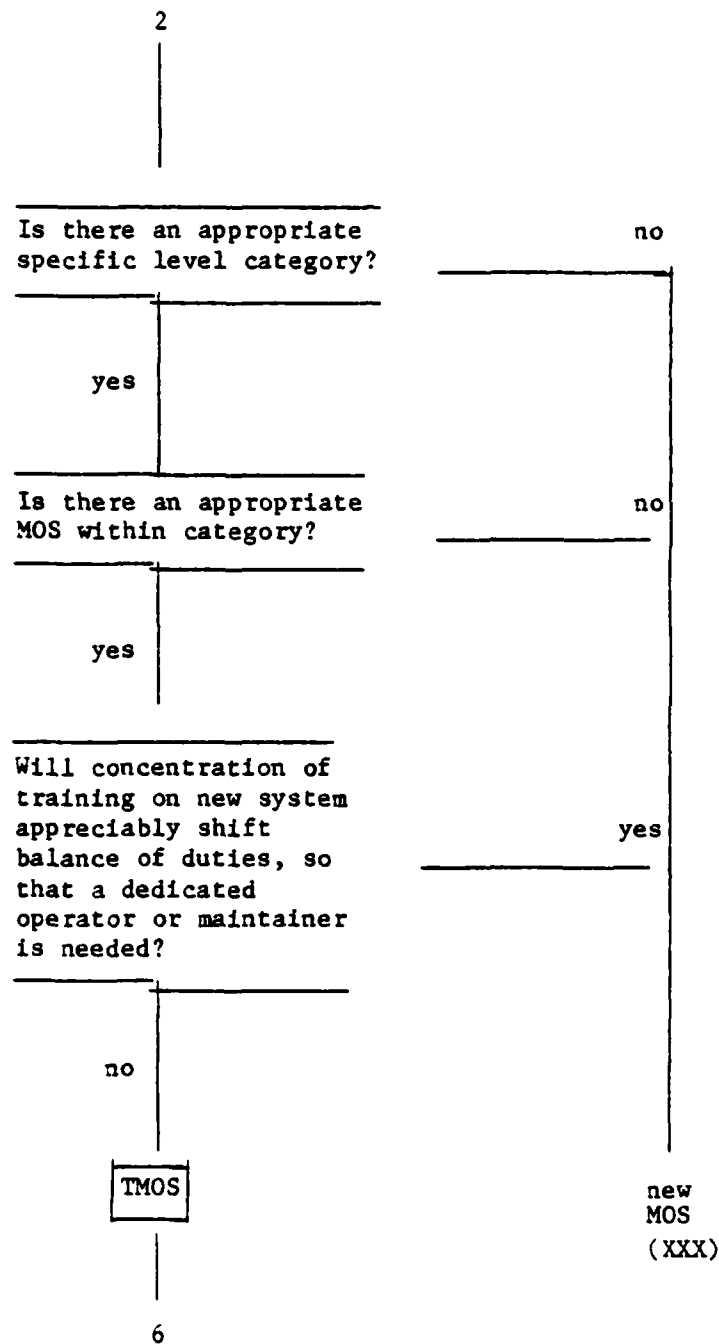 2
Is there an appropriate
specific level category?
no
yes
Is there an appropriate
MOS within category?
no
yes
Will concentration of
training on new system
appreciably shift
balance of duties, so
that a dedicated
operator or maintainer
is needed?
yes
no
TMOS
new
MOS
(XXX)
6